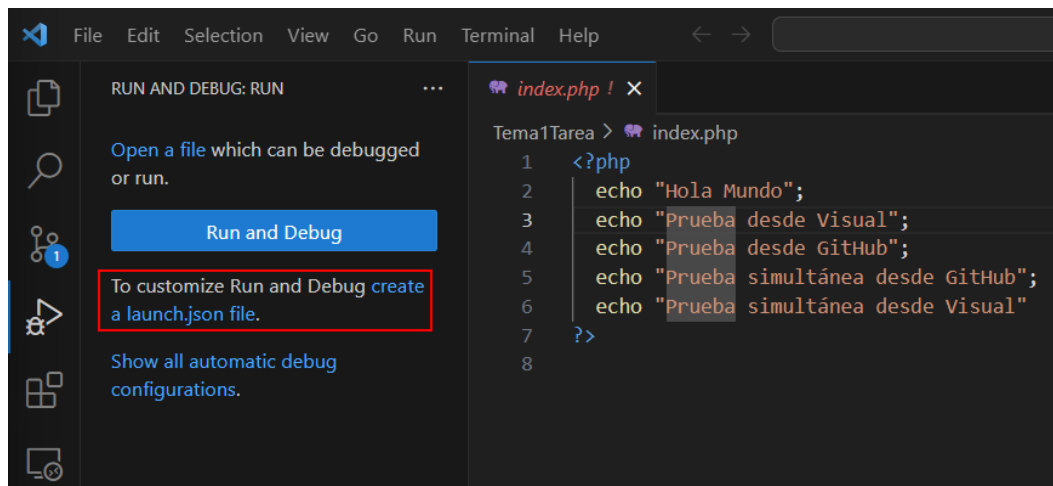 File Edit Selection View Go Run Terminal Help
RUN AND DEBUG: RUN
Open a file which can be debugged
or run.
Run and Debug
1
To customize Run and Debug create
a launch.json file.
Show all automatic debug
configurations.
index.php !
Tema1Tarea > index.php
1 <?php
2 echo "Hola Mundo";
3 echo "Prueba desde Visual";
4 echo "Prueba desde GitHub";
5 echo "Prueba simultánea desde GitHub";
6 echo "Prueba simultánea desde Visual"
7 ?>
8